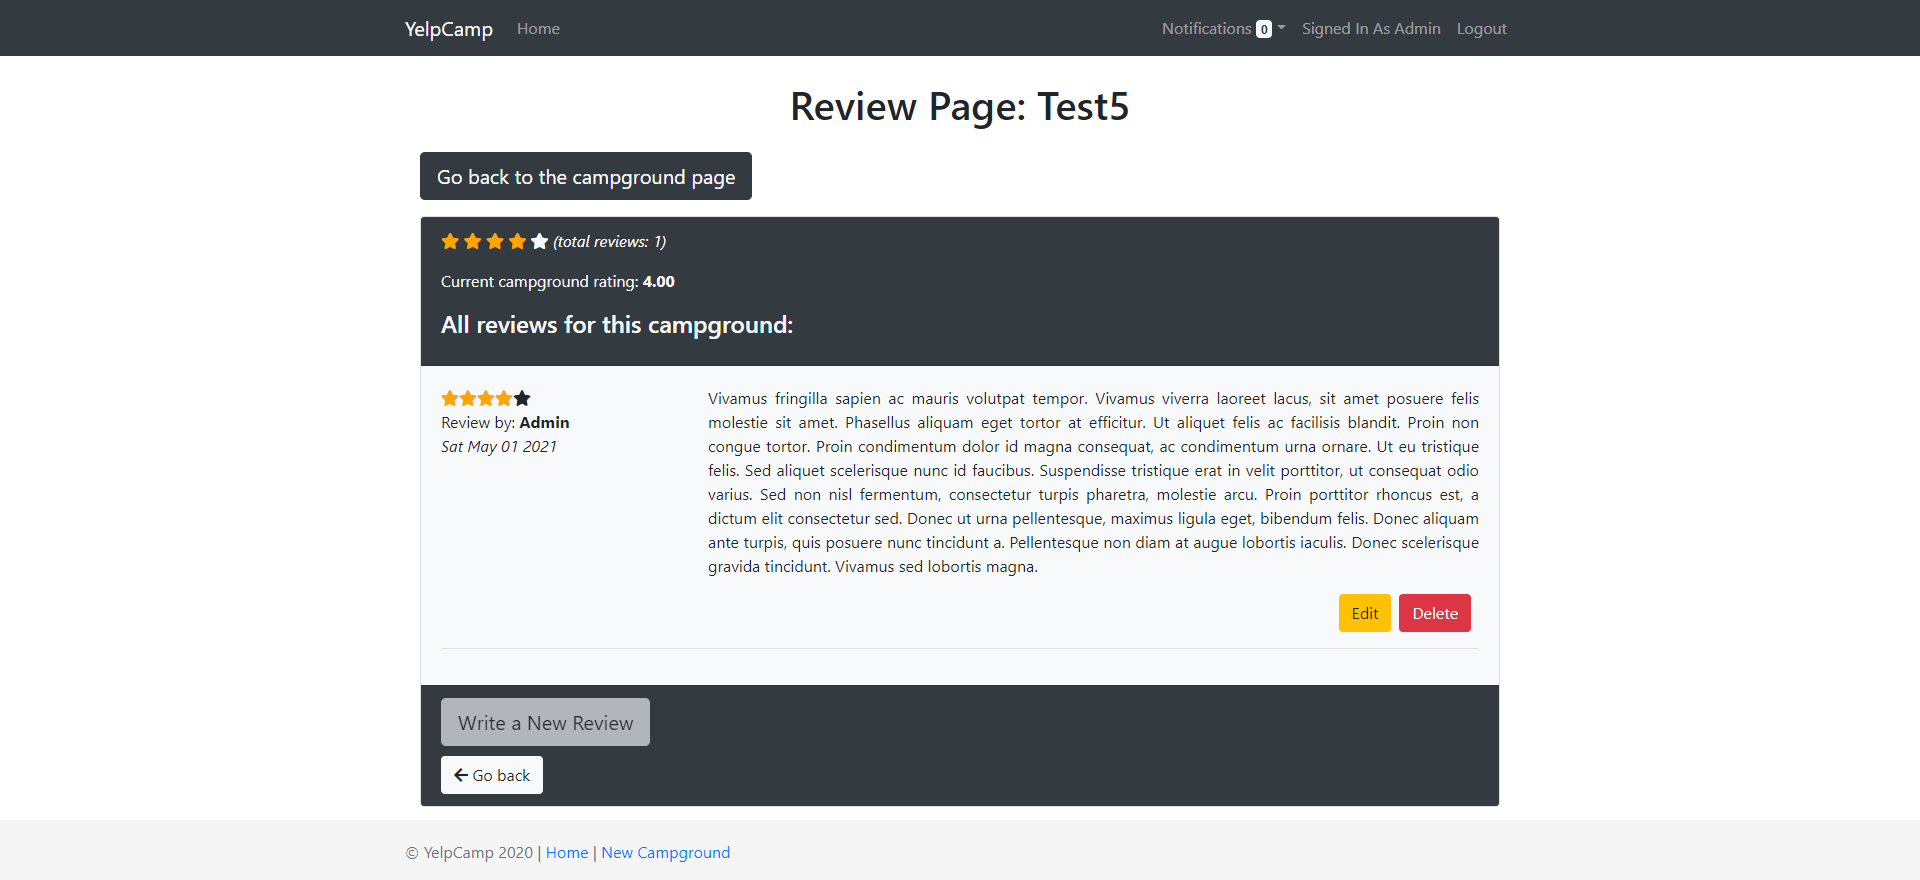 YelpCamp Home Notifications 0 Signed In As Admin Logout
Review Page: Test5
Go back to the campground page
(total reviews: 1)
Current campground rating: 4.00
All reviews for this campground:
Review by: Admin
Sat May 01 2021
Vivamus fringilla sapien ac mauris volutpat tempor. Vivamus viverra laoreet lacus, sit amet posuere felis
molestie sit amet. Phasellus aliquam eget tortor at efficitur. Ut aliquet felis ac facilisis blandit. Proin non
congue tortor. Proin condimentum dolor id magna consequat, ac condimentum urna ornare. Ut eu tristique
felis. Sed aliquet scelerisque nunc id faucibus. Suspendisse tristique erat in velit porttitor, ut consequat odio
varius. Sed non nisl fermentum, consectetur turpis pharetra, molestie arcu. Proin porttitor rhoncus est, a
dictum elit consectetur sed. Donec ut urna pellentesque, maximus ligula eget, bibendum felis. Donec aliquam
ante turpis, quis posuere nunc tincidunt a. Pellentesque non diam at augue lobortis iaculis. Donec scelerisque
gravida tincidunt. Vivamus sed lobortis magna.
Edit Delete
Write a New Review
Go back
© YelpCamp 2020 | Home | New Campground